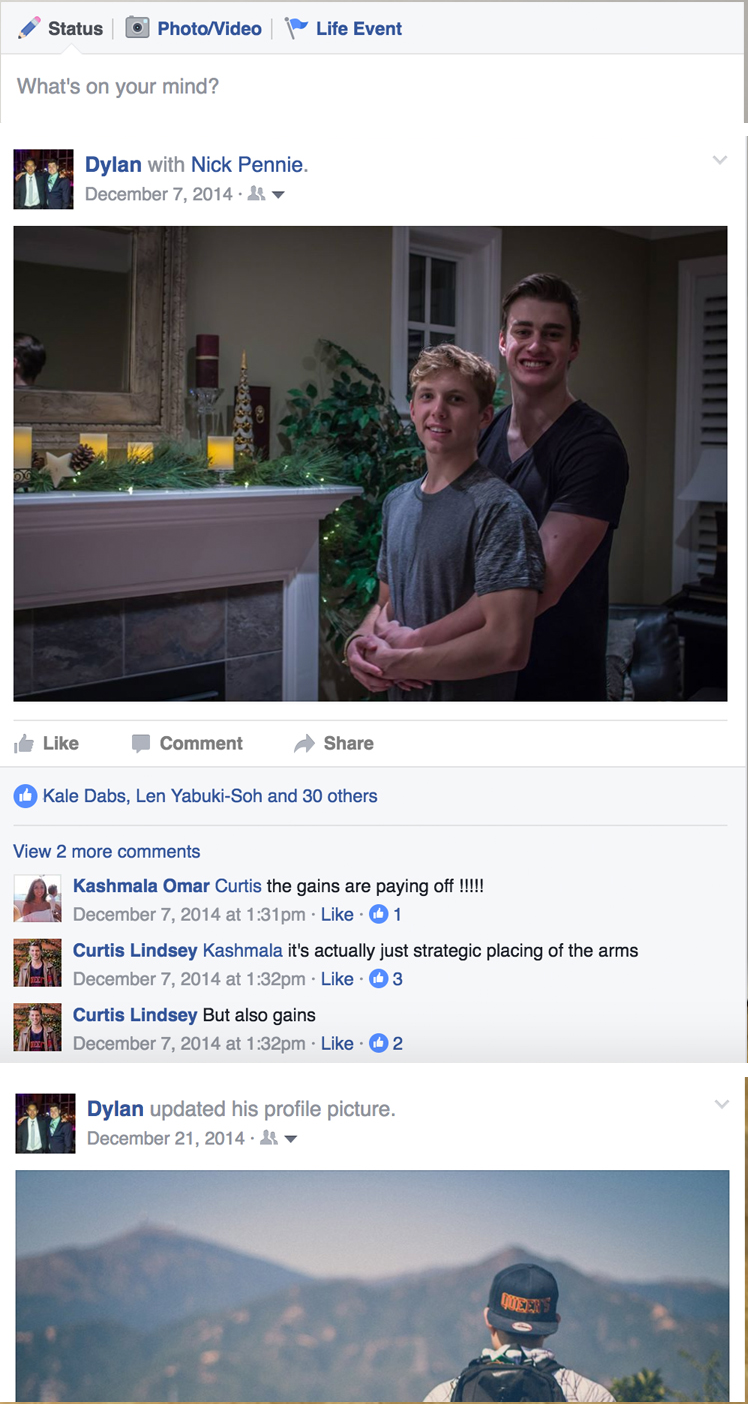 Status Photo/Video Life Event
What's on your mind?
Dylan with Nick Pennie.
December 7, 2014 ·
Like Comment Share
Kale Dabs, Len Yabuki-Soh and 30 others
View 2 more comments
Kashmala Omar Curtis the gains are paying off !!!!!
December 7, 2014 at 1:31pm · Like · 1
Curtis Lindsey Kashmala it's actually just strategic placing of the arms
December 7, 2014 at 1:32pm · Like · 3
Curtis Lindsey But also gains
December 7, 2014 at 1:32pm · Like · 2
Dylan updated his profile picture.
December 21, 2014 ·
QUEEN'S